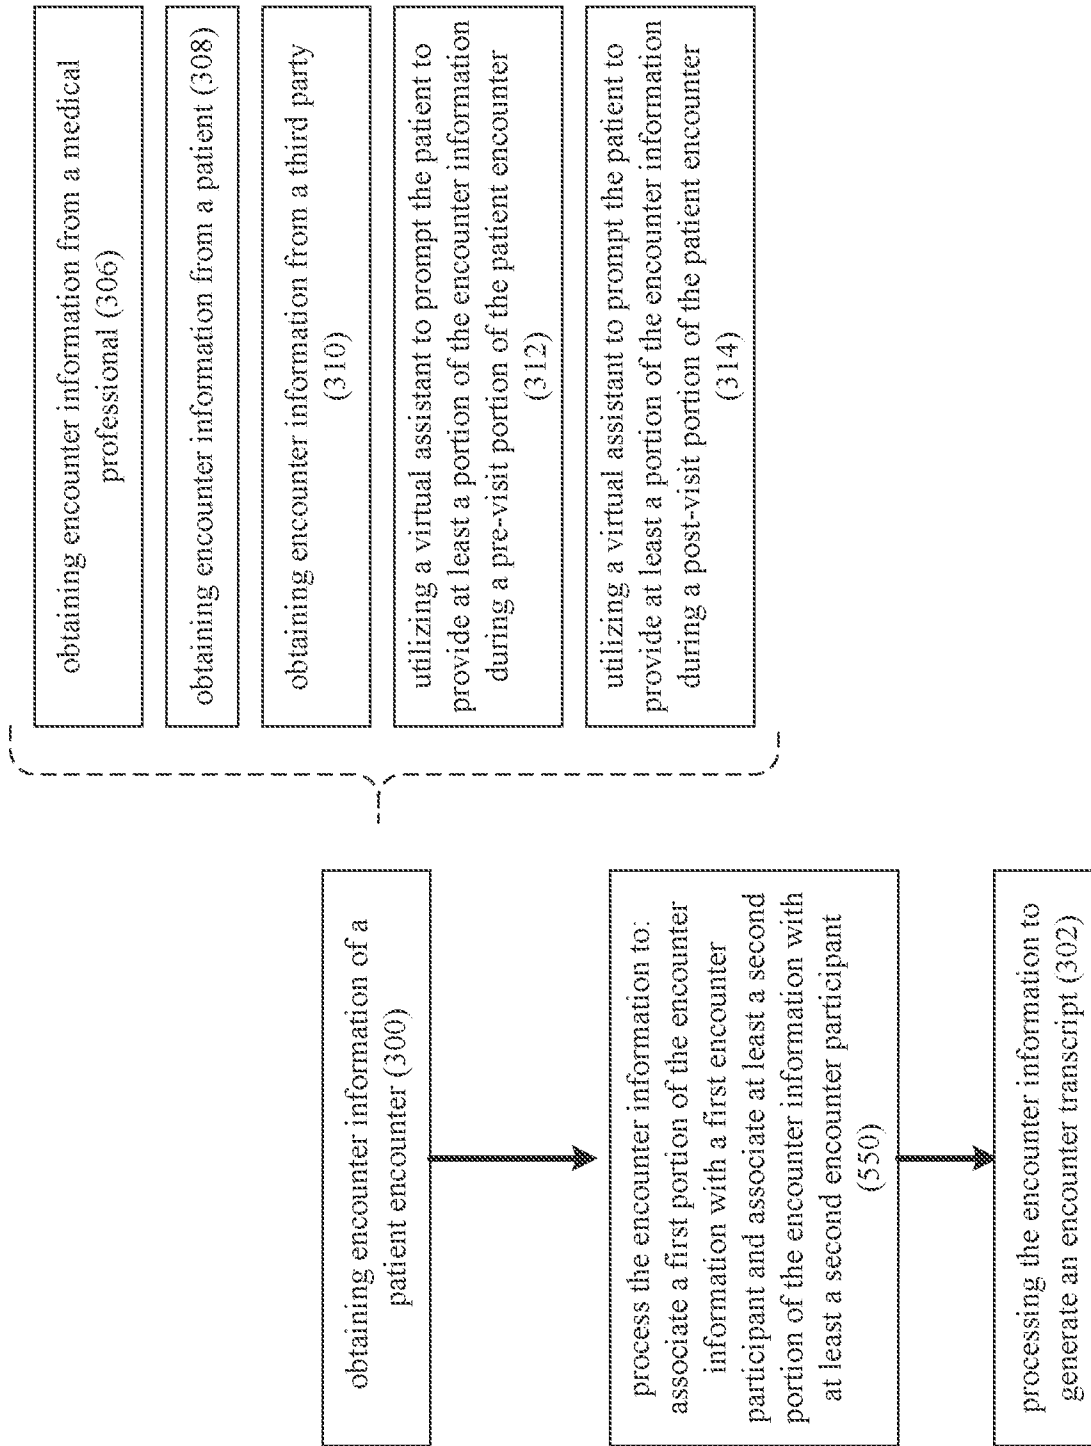 obtaining encounter information of a
patient encounter (300)
obtaining encounter information from a medical
professional (306)
obtaining encounter information from a patient (308)
obtaining encounter information from a third party
(310)
utilizing a virtual assistant to prompt the patient to
provide at least a portion of the encounter information
during a pre-visit portion of the patient encounter
(312)
utilizing a virtual assistant to prompt the patient to
provide at least a portion of the encounter information
during a post-visit portion of the patient encounter
(314)
process the encounter information to:
associate a first portion of the encounter
information with a first encounter
participant and associate at least a second
portion of the encounter information with
at least a second encounter participant
(550)
processing the encounter information to
generate an encounter transcript (302)